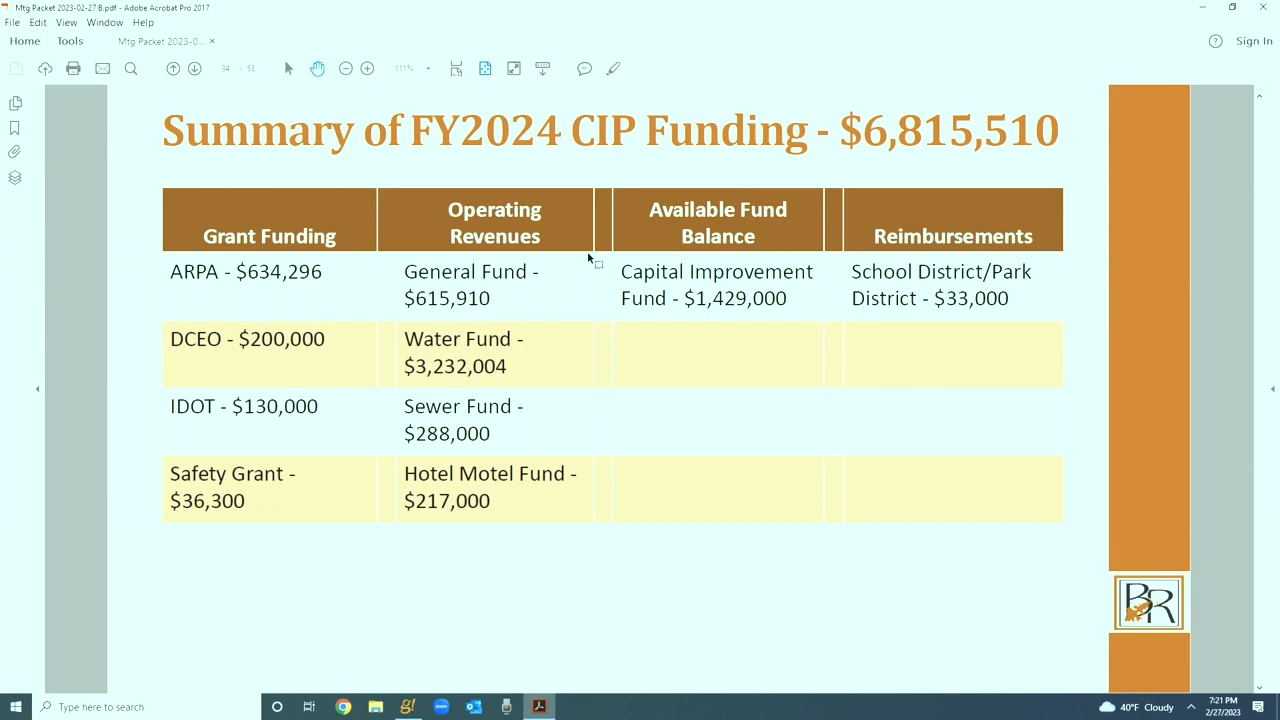 Mtg Packet 2023-02-27 B.pdf - Adobe Acrobat Pro 2017
File Edit View Window Help
Home Tools Mtg Packet 2023-0... ×
Sign In
34 / 53
111%
Summary of FY2024 CIP Funding - $6,815,510
Grant Funding
Operating
Revenues
Available Fund
Balance
Reimbursements
ARPA - $634,296
General Fund -
$615,910
Capital Improvement
Fund - $1,429,000
School District/Park
District - $33,000
DCEO - $200,000
Water Fund -
$3,232,004
IDOT - $130,000
Sewer Fund -
$288,000
Safety Grant -
$36,300
Hotel Motel Fund -
$217,000
BR
Type here to search
40°F Cloudy
7:21 PM
2/27/2023